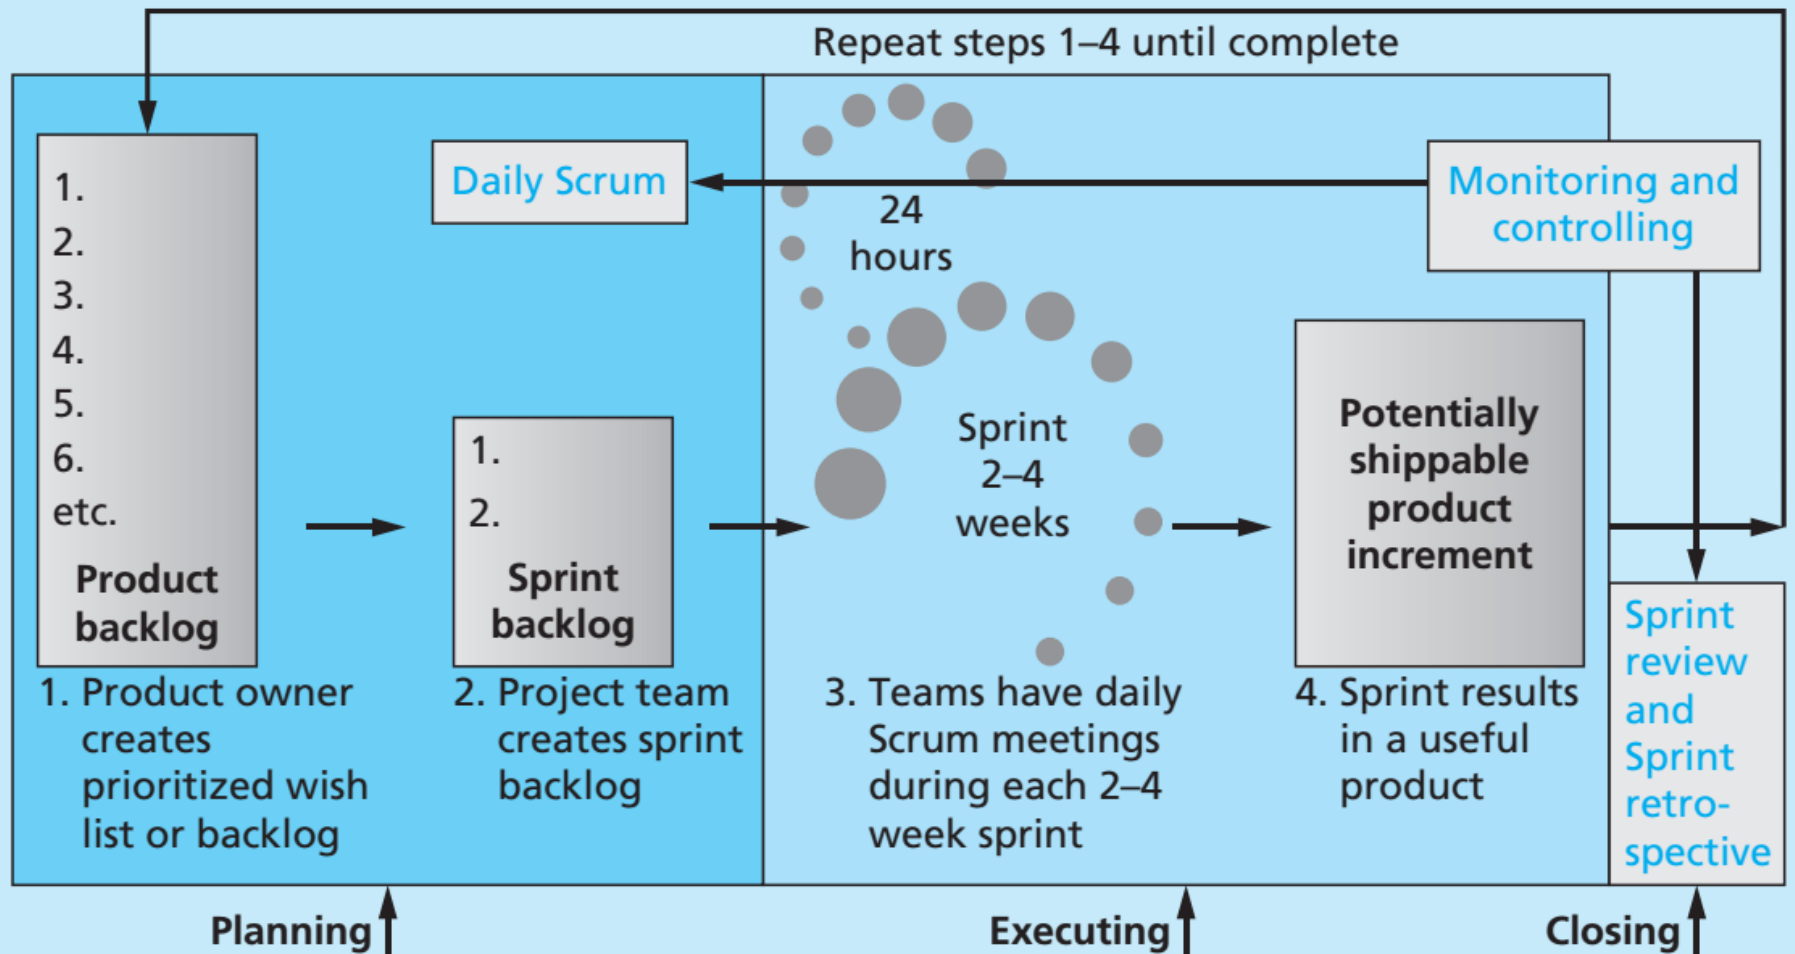 Repeat steps 1–4 until complete
1.
2.
3.
4.
5.
6.
etc.
Product
backlog
Daily Scrum
1.
2.
Sprint
backlog
24
hours
Sprint
2–4
weeks
Monitoring and
controlling
Potentially
shippable
product
increment
Sprint
review
and
Sprint
retro-
spective
1. Product owner
creates
prioritized wish
list or backlog
2. Project team
creates sprint
backlog
3. Teams have daily
Scrum meetings
during each 2–4
week sprint
4. Sprint results
in a useful
product
Planning
Executing
Closing